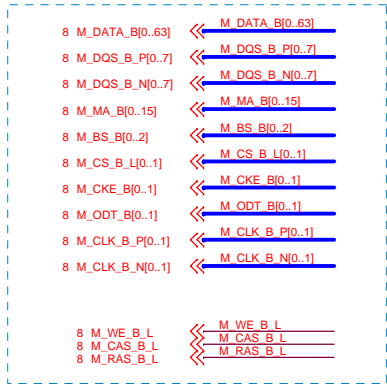 8 M_DATA_B[0..63] M_DATA_B[0..63]
8 M_DQS_B_P[0..7] M_DQS_B_P[0..7]
8 M_DQS_B_N[0..7] M_DQS_B_N[0..7]
8 M_MA_B[0..15] M_MA_B[0..15]
8 M_BS_B[0..2] M_BS_B[0..2]
8 M_CS_B_L[0..1] M_CS_B_L[0..1]
8 M_CKE_B[0..1] M_CKE_B[0..1]
8 M_ODT_B[0..1] M_ODT_B[0..1]
8 M_CLK_B_P[0..1] M_CLK_B_P[0..1]
8 M_CLK_B_N[0..1] M_CLK_B_N[0..1]
8 M_WE_B_L M_WE_B_L
8 M_CAS_B_L M_CAS_B_L
8 M_RAS_B_L M_RAS_B_L